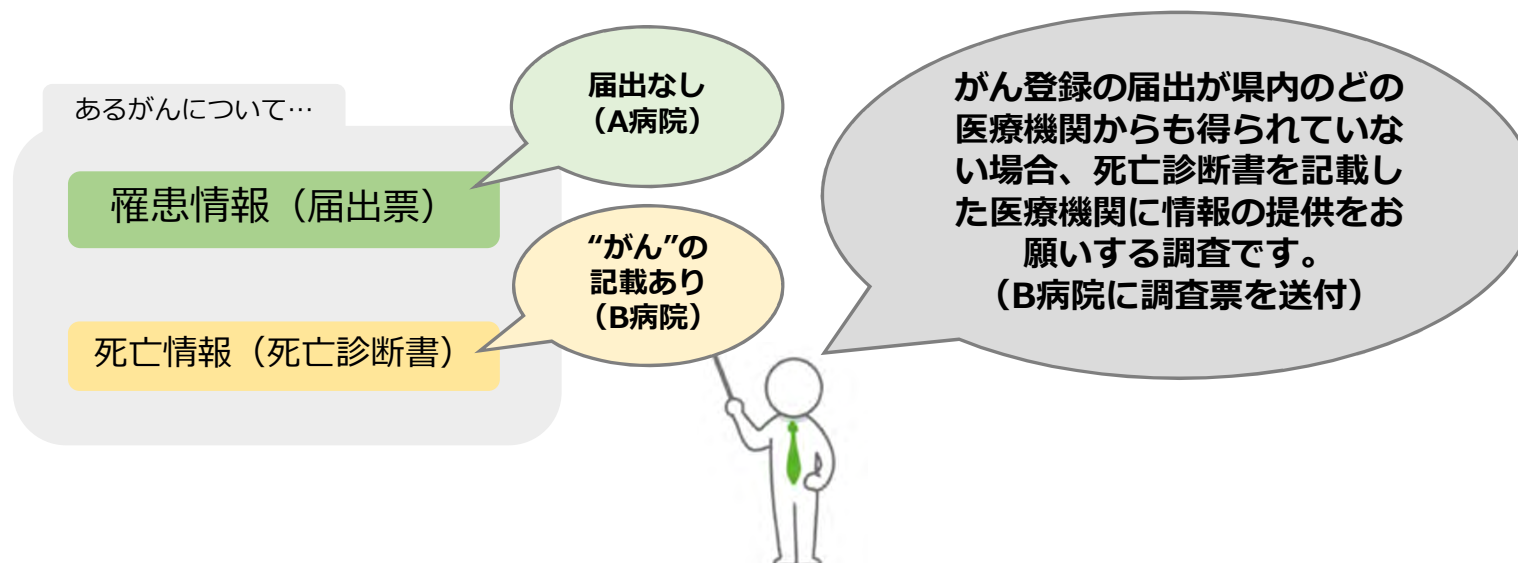 あるがんについて…
届出なし
（A病院）
罹患情報（届出票）
“がん”の
記載あり
（B病院）
死亡情報（死亡診断書）
がん登録の届出が県内のどの
医療機関からも得られていな
い場合、死亡診断書を記載し
た医療機関に情報の提供をお
願いする調査です。
（B病院に調査票を送付）